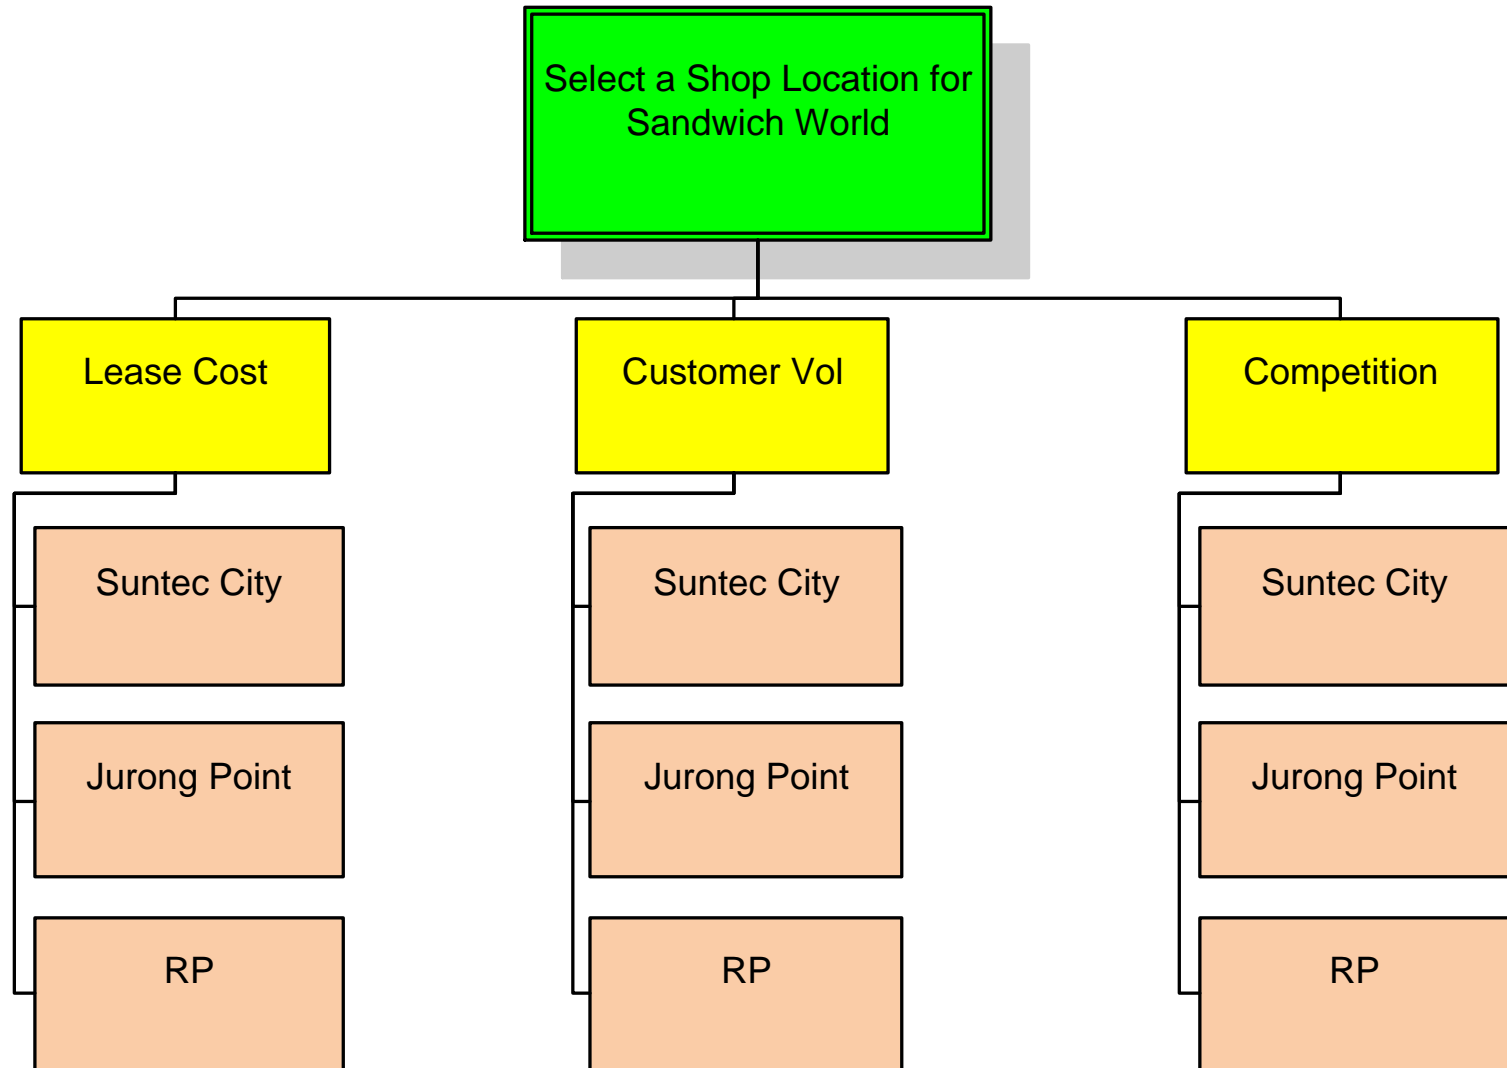 Select a Shop Location for
Sandwich World
Lease Cost
Customer Vol
Competition
Suntec City
Suntec City
Suntec City
Jurong Point
Jurong Point
Jurong Point
RP
RP
RP